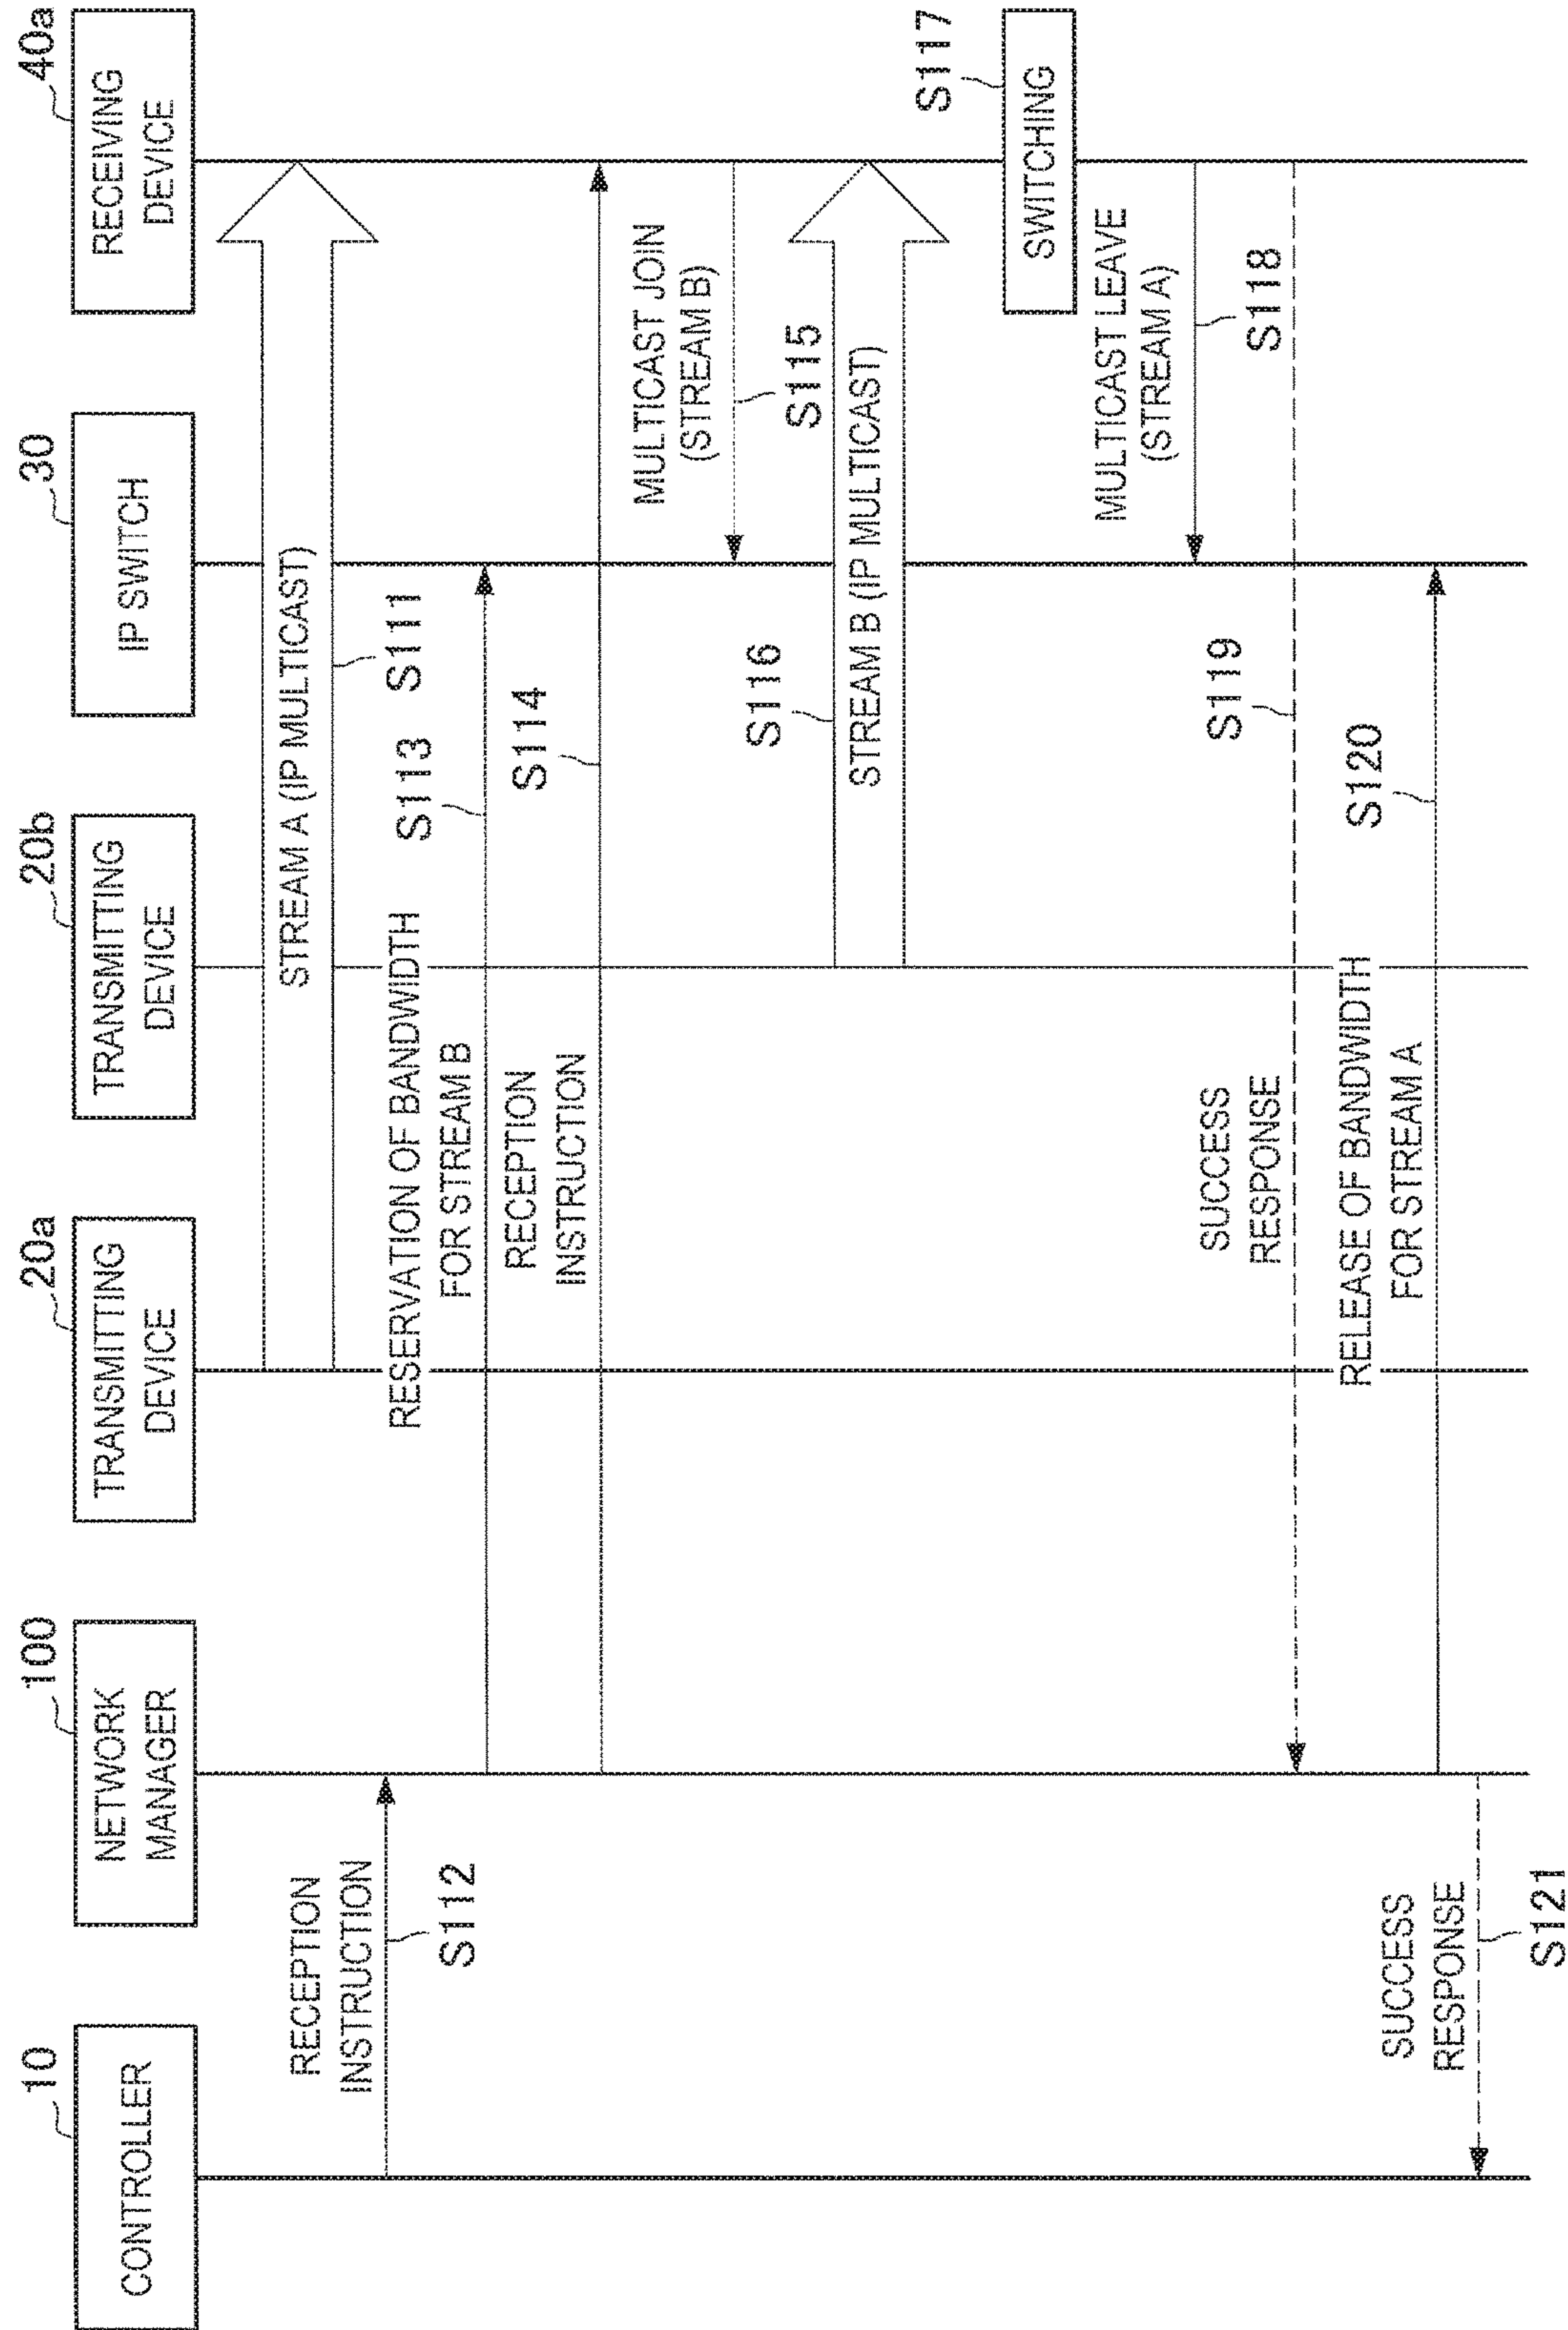 10
CONTROLLER
100
NETWORK
MANAGER
20a
TRANSMITTING
DEVICE
20b
TRANSMITTING
DEVICE
30
IP SWITCH
40a
RECEIVING
DEVICE
STREAM A (IP MULTICAST)
S111
RECEPTION
INSTRUCTION
S112
RESERVATION OF BANDWIDTH
FOR STREAM B
S113
RECEPTION
INSTRUCTION
S114
MULTICAST JOIN
(STREAM B)
S115
S116
STREAM B (IP MULTICAST)
S117
SWITCHING
MULTICAST LEAVE
(STREAM A)
S118
SUCCESS
RESPONSE
S119
RELEASE OF BANDWIDTH
FOR STREAM A
S120
SUCCESS
RESPONSE
S121